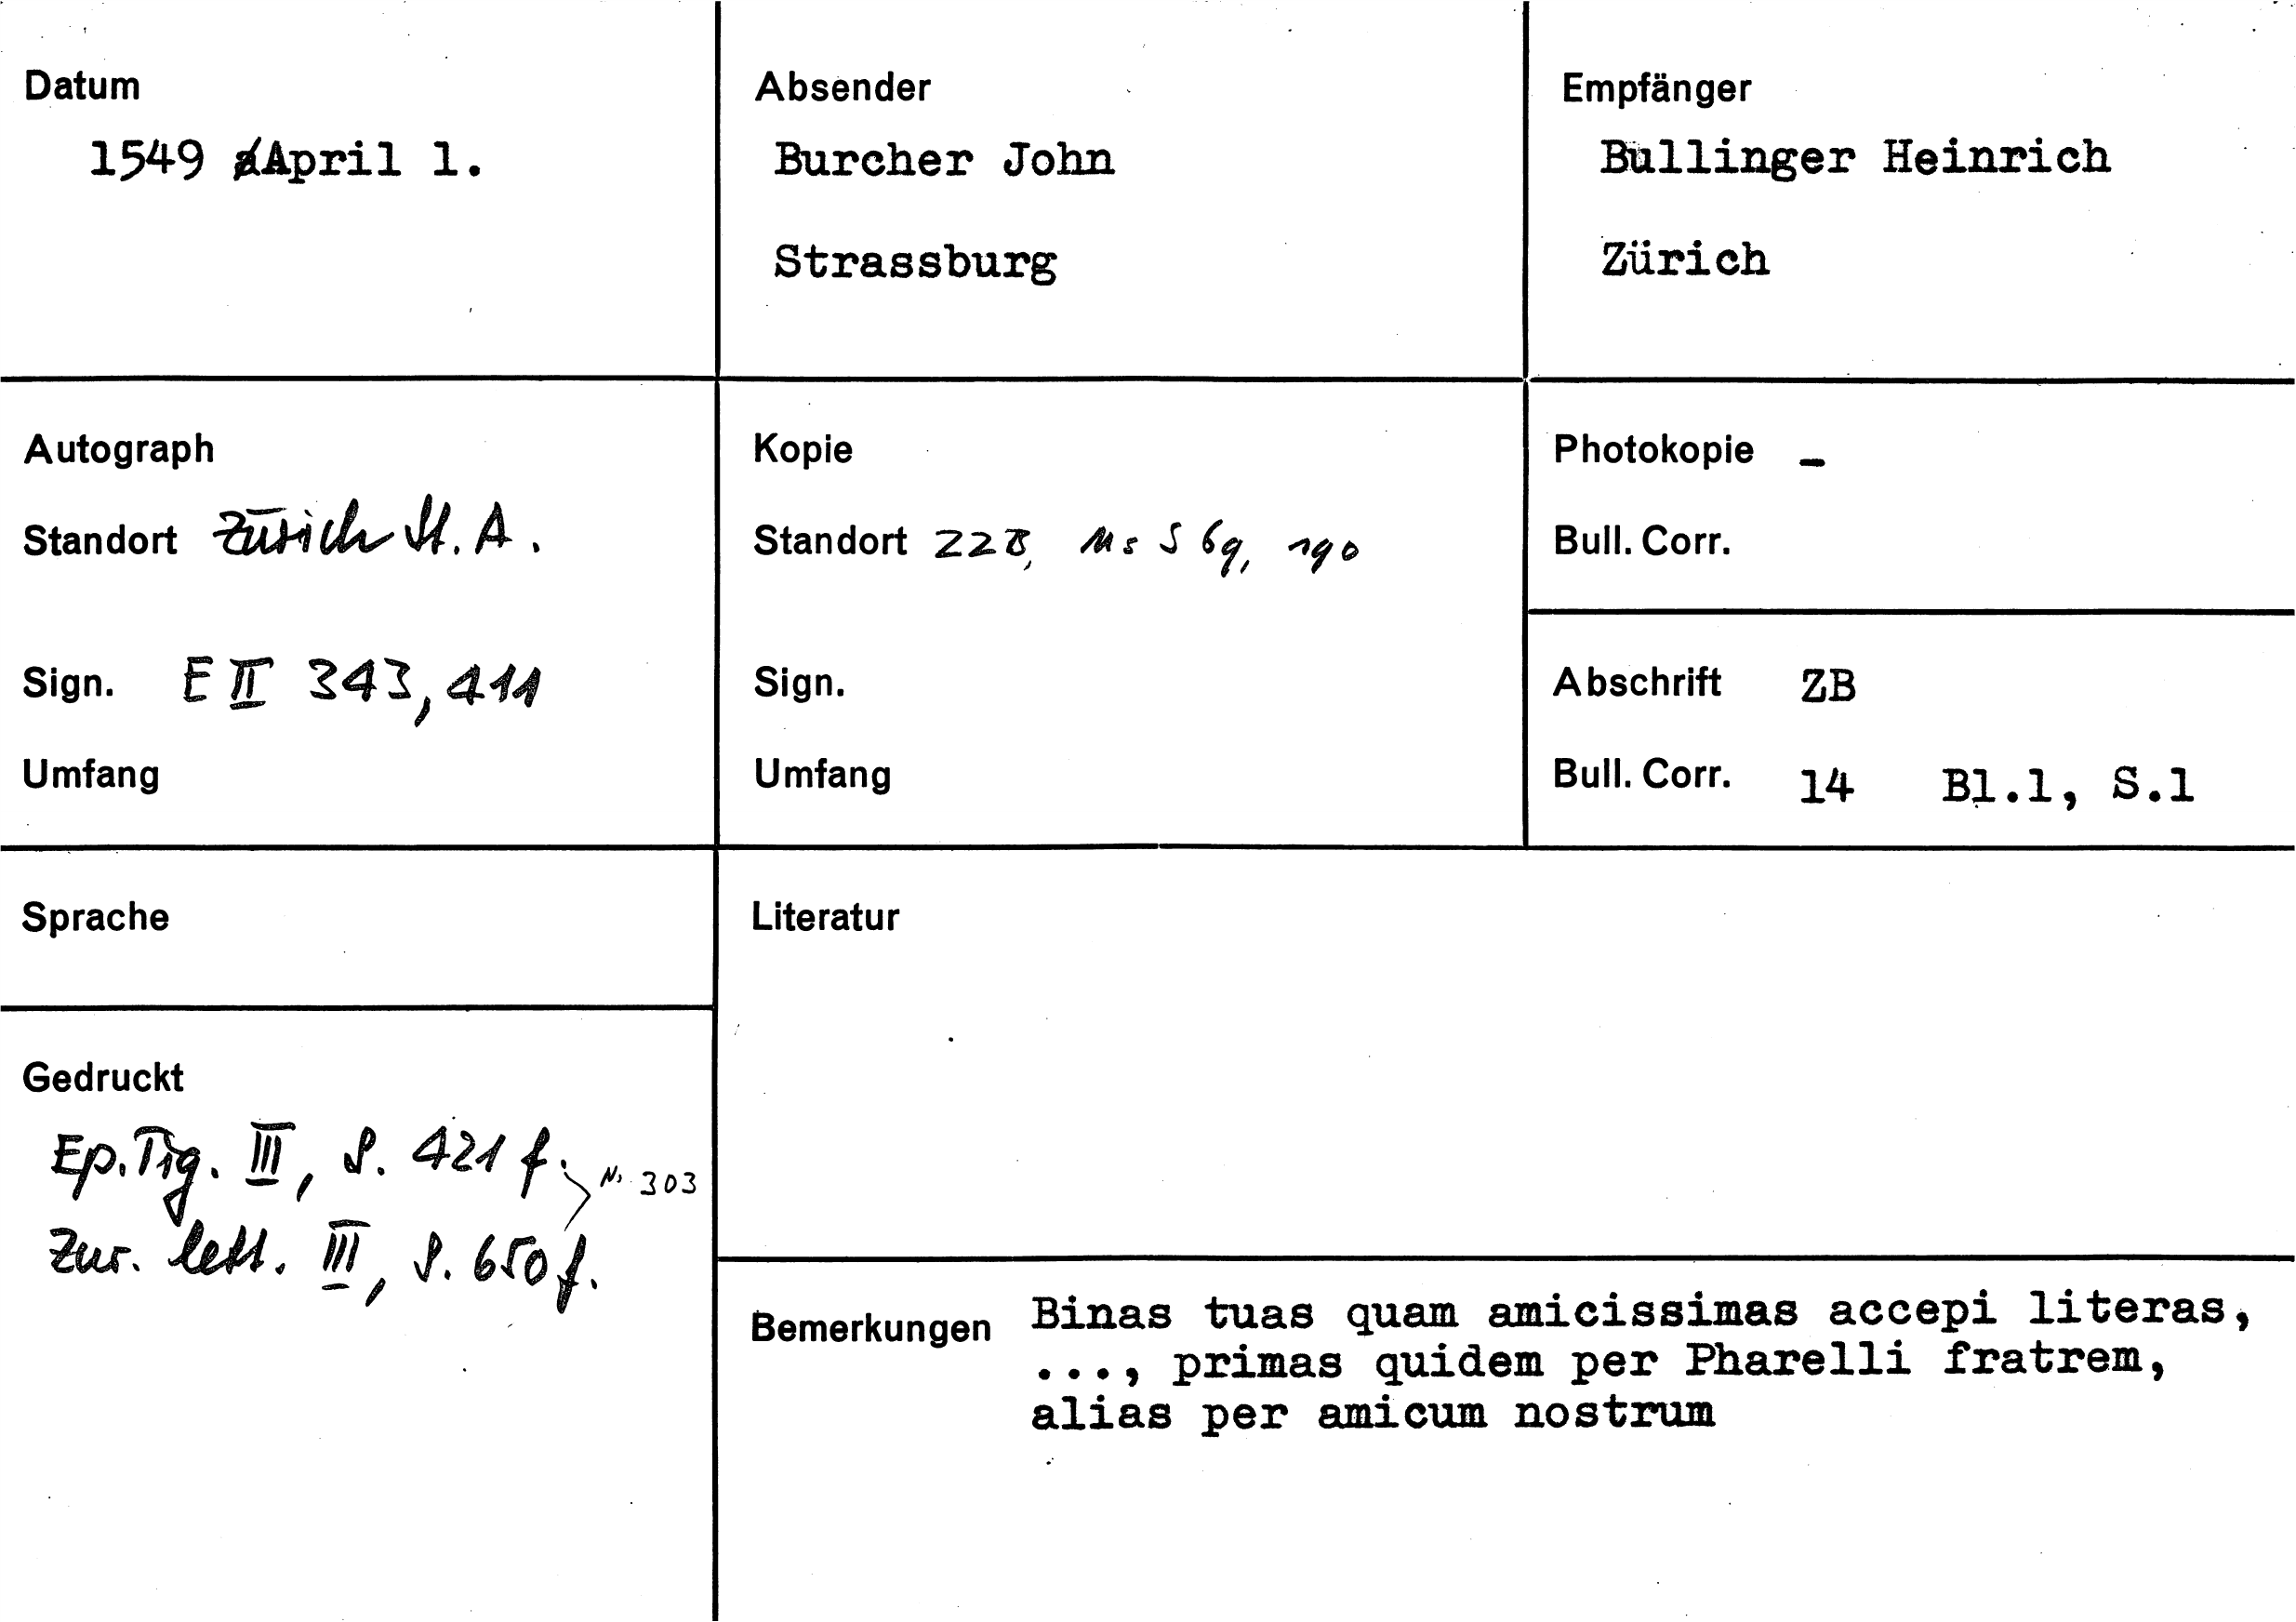 Datum
1549 April 1.
Absender
Burcher John
Strassburg
Empfänger
Bullinger Heinrich
Zürich
Autograph
Standort Zürich St. A.
Sign. E II 343, 411
Umfang
Kopie
Standort ZZB, Ms S 69, 190
Sign.
Umfang
Photokopie –
Bull. Corr.
Abschrift ZB
Bull. Corr. 14 Bl.1, S.1
Sprache
Gedruckt
Ep. Tig. III, S. 421 f.
No 303
Zur. lett. III, S. 650 f.
Literatur
Bemerkungen Binas tuas quam amicissimas accepi literas,
..., primas quidem per Pharelli fratrem,
alias per amicum nostrum